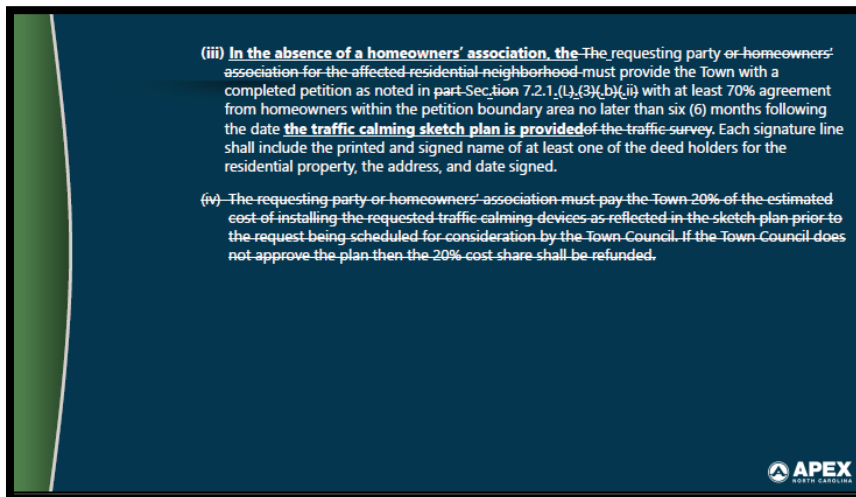 (iii) In the absence of a homeowners' association, the The requesting party or homeowners'
association for the affected residential neighborhood must provide the Town with a
completed petition as noted in part Sec.tion 7.2.1.(L).(3)(.b)(.ii) with at least 70% agreement
from homeowners within the petition boundary area no later than six (6) months following
the date the traffic calming sketch plan is providedof the traffic survey. Each signature line
shall include the printed and signed name of at least one of the deed holders for the
residential property, the address, and date signed.
(iv) The requesting party or homeowners' association must pay the Town 20% of the estimated
cost of installing the requested traffic calming devices as reflected in the sketch plan prior to
the request being scheduled for consideration by the Town Council. If the Town Council does
not approve the plan then the 20% cost share shall be refunded.
APEX
NORTH CAROLINA